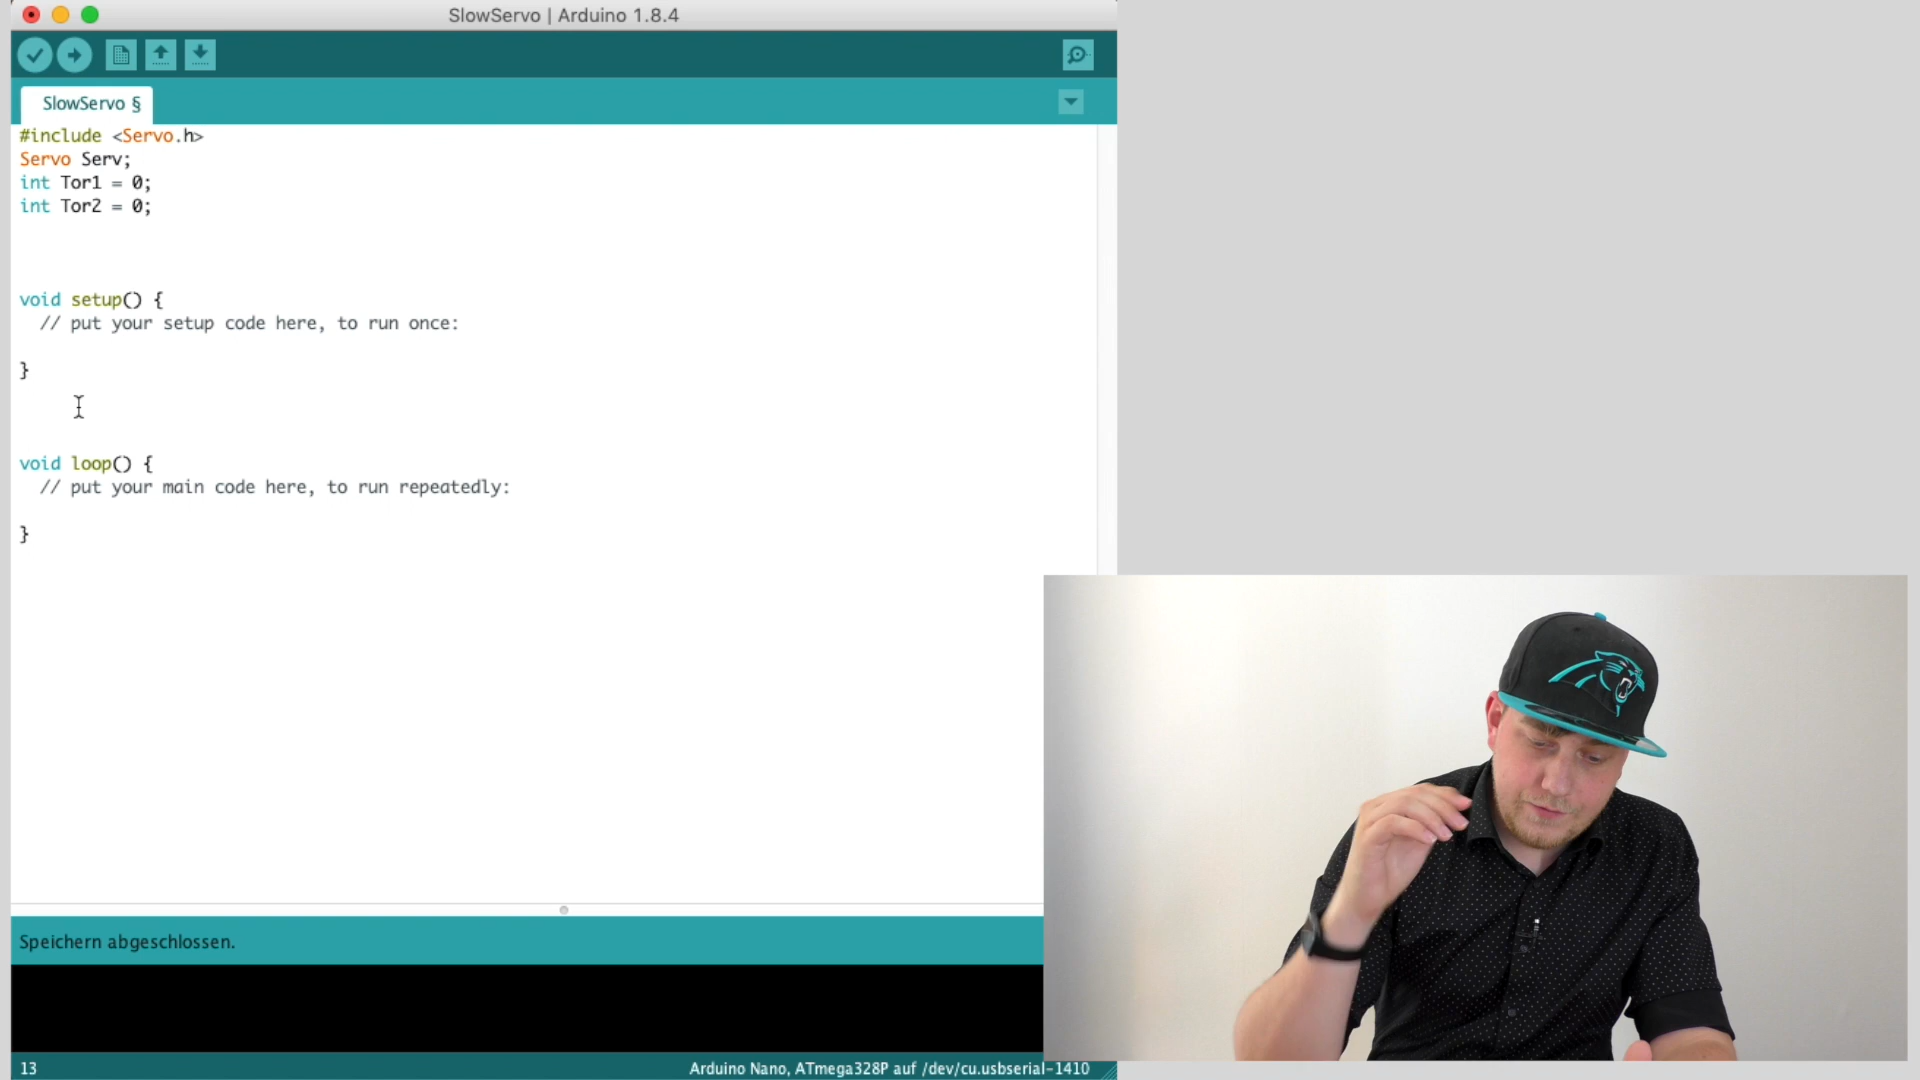 SlowServo | Arduino 1.8.4
SlowServo §
#include <Servo.h>
Servo Serv;
int Tor1 = 0;
int Tor2 = 0;
void setup() {
  // put your setup code here, to run once:
}
void loop() {
  // put your main code here, to run repeatedly:
}
Speichern abgeschlossen.
13
Arduino Nano, ATmega328P auf /dev/cu.usbserial-1410